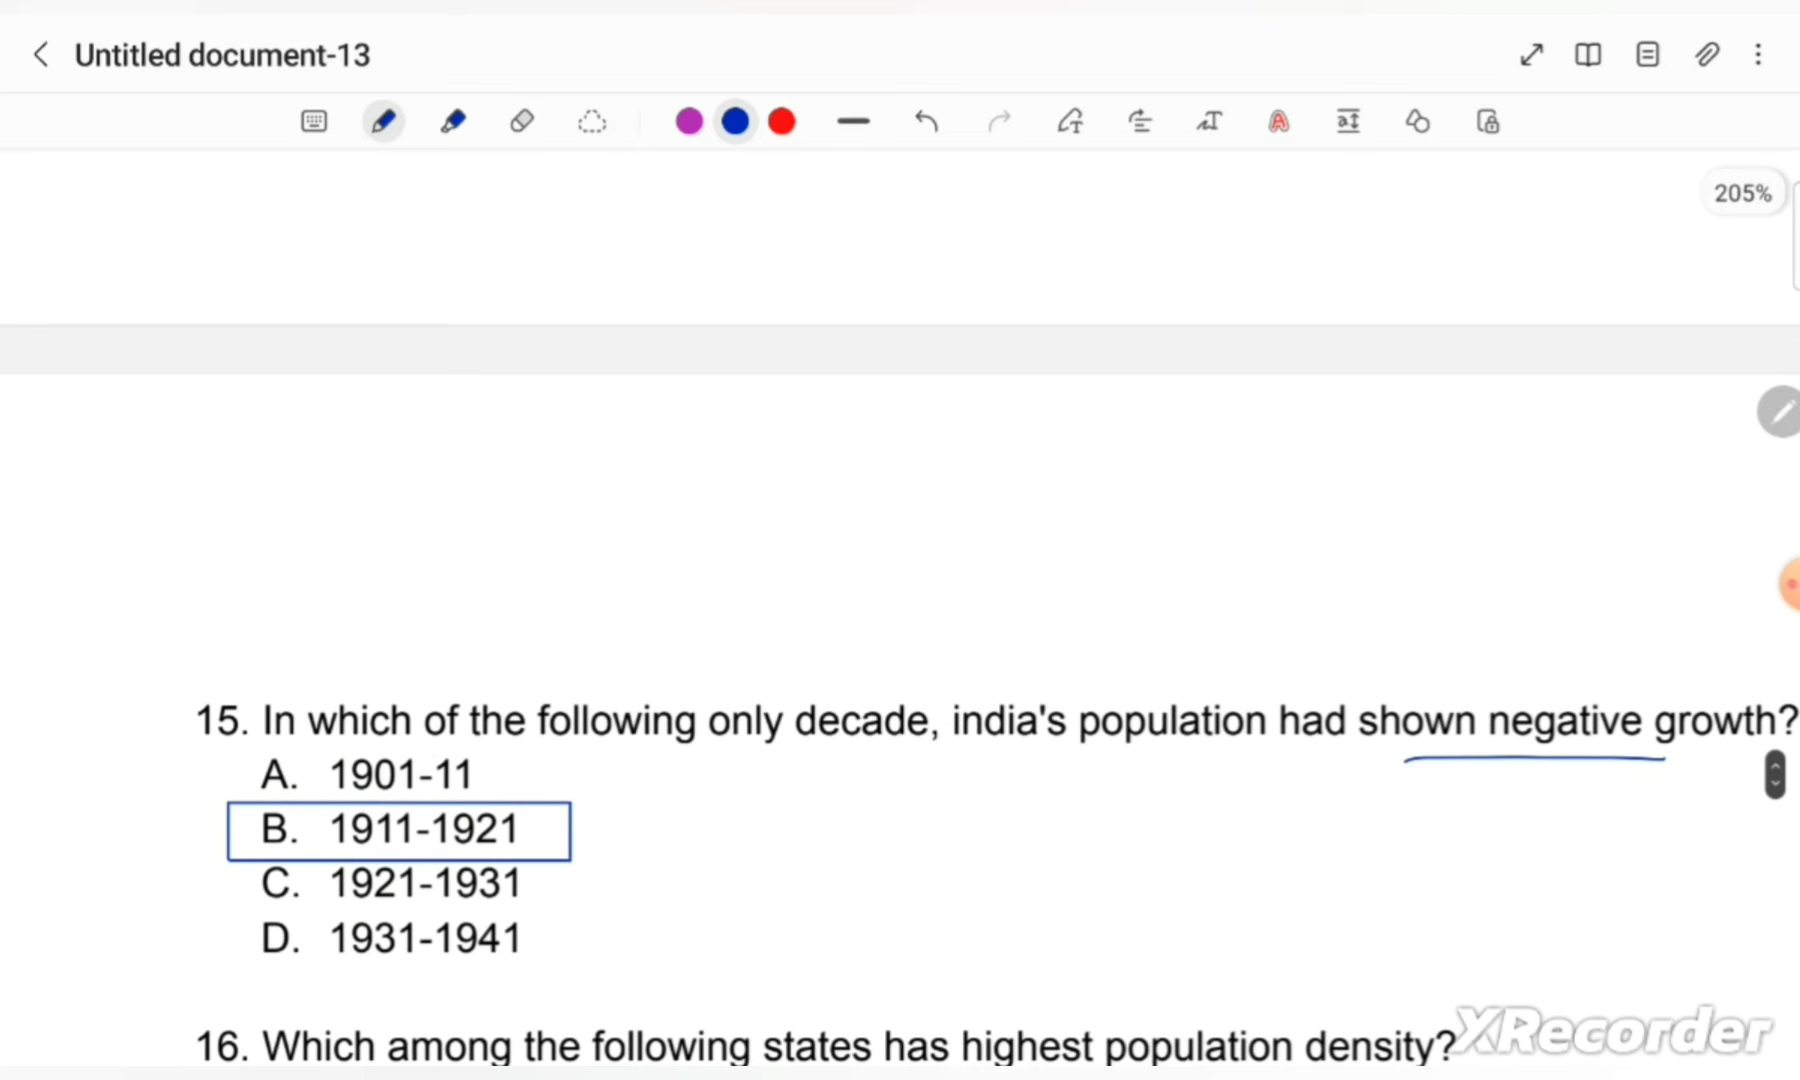 Untitled document-13
205%
15. In which of the following only decade, india's population had shown negative growth?
A. 1901-11
B. 1911-1921
C. 1921-1931
D. 1931-1941
16. Which among the following states has highest population density?
XRecorder